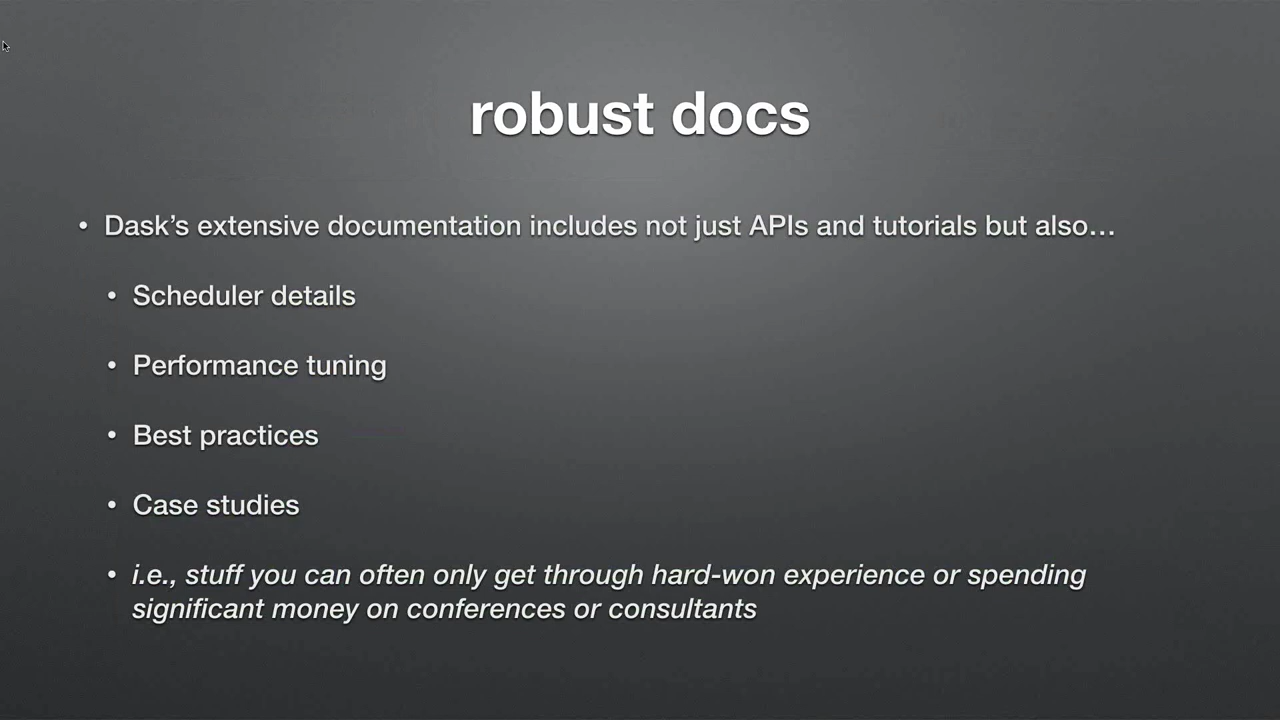 robust docs
• Dask’s extensive documentation includes not just APIs and tutorials but also…
• Scheduler details
• Performance tuning
• Best practices
• Case studies
• i.e., stuff you can often only get through hard-won experience or spending
significant money on conferences or consultants